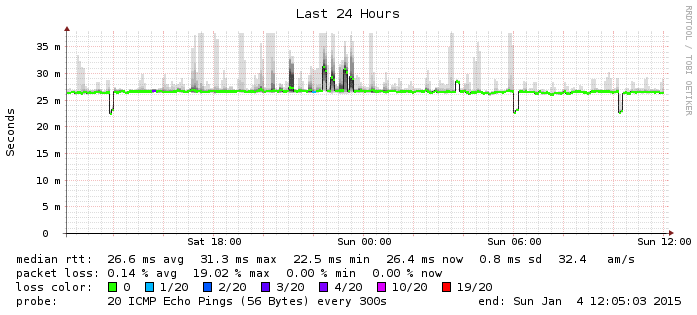 Last 24 Hours
RRDTOOL / TOBI OETIKER
Seconds
35 m
30 m
25 m
20 m
15 m
10 m
5 m
0
Sat 18:00 Sun 00:00 Sun 06:00 Sun 12:00
median rtt: 26.6 ms avg 31.3 ms max 22.5 ms min 26.4 ms now 0.8 ms sd 32.4 am/s
packet loss: 0.14 % avg 19.02 % max 0.00 % min 0.00 % now
loss color: 0 1/20 2/20 3/20 4/20 10/20 19/20
probe: 20 ICMP Echo Pings (56 Bytes) every 300s end: Sun Jan 4 12:05:03 2015